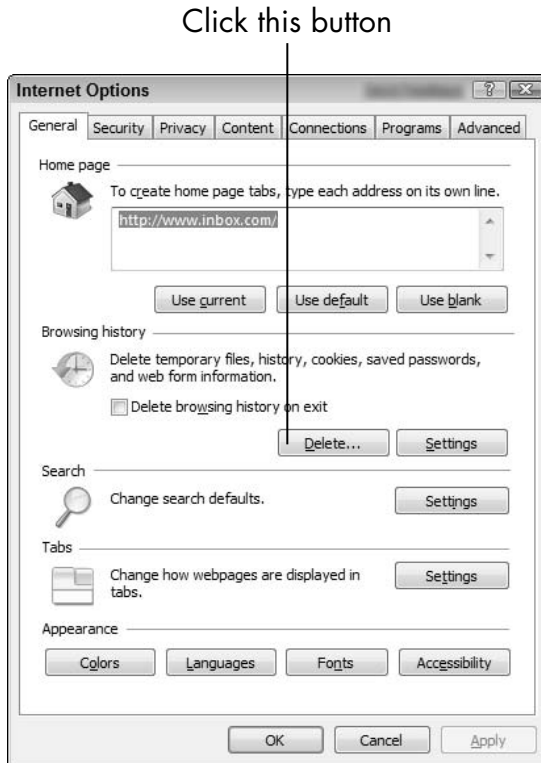 Click this button
Internet Options
General Security Privacy Content Connections Programs Advanced
Home page
To create home page tabs, type each address on its own line.
http://www.inbox.com/
Use current Use default Use blank
Browsing history
Delete temporary files, history, cookies, saved passwords,
and web form information.
Delete browsing history on exit
Delete... Settings
Search
Change search defaults. Settings
Tabs
Change how webpages are displayed in
tabs. Settings
Appearance
Colors Languages Fonts Accessibility
OK Cancel Apply